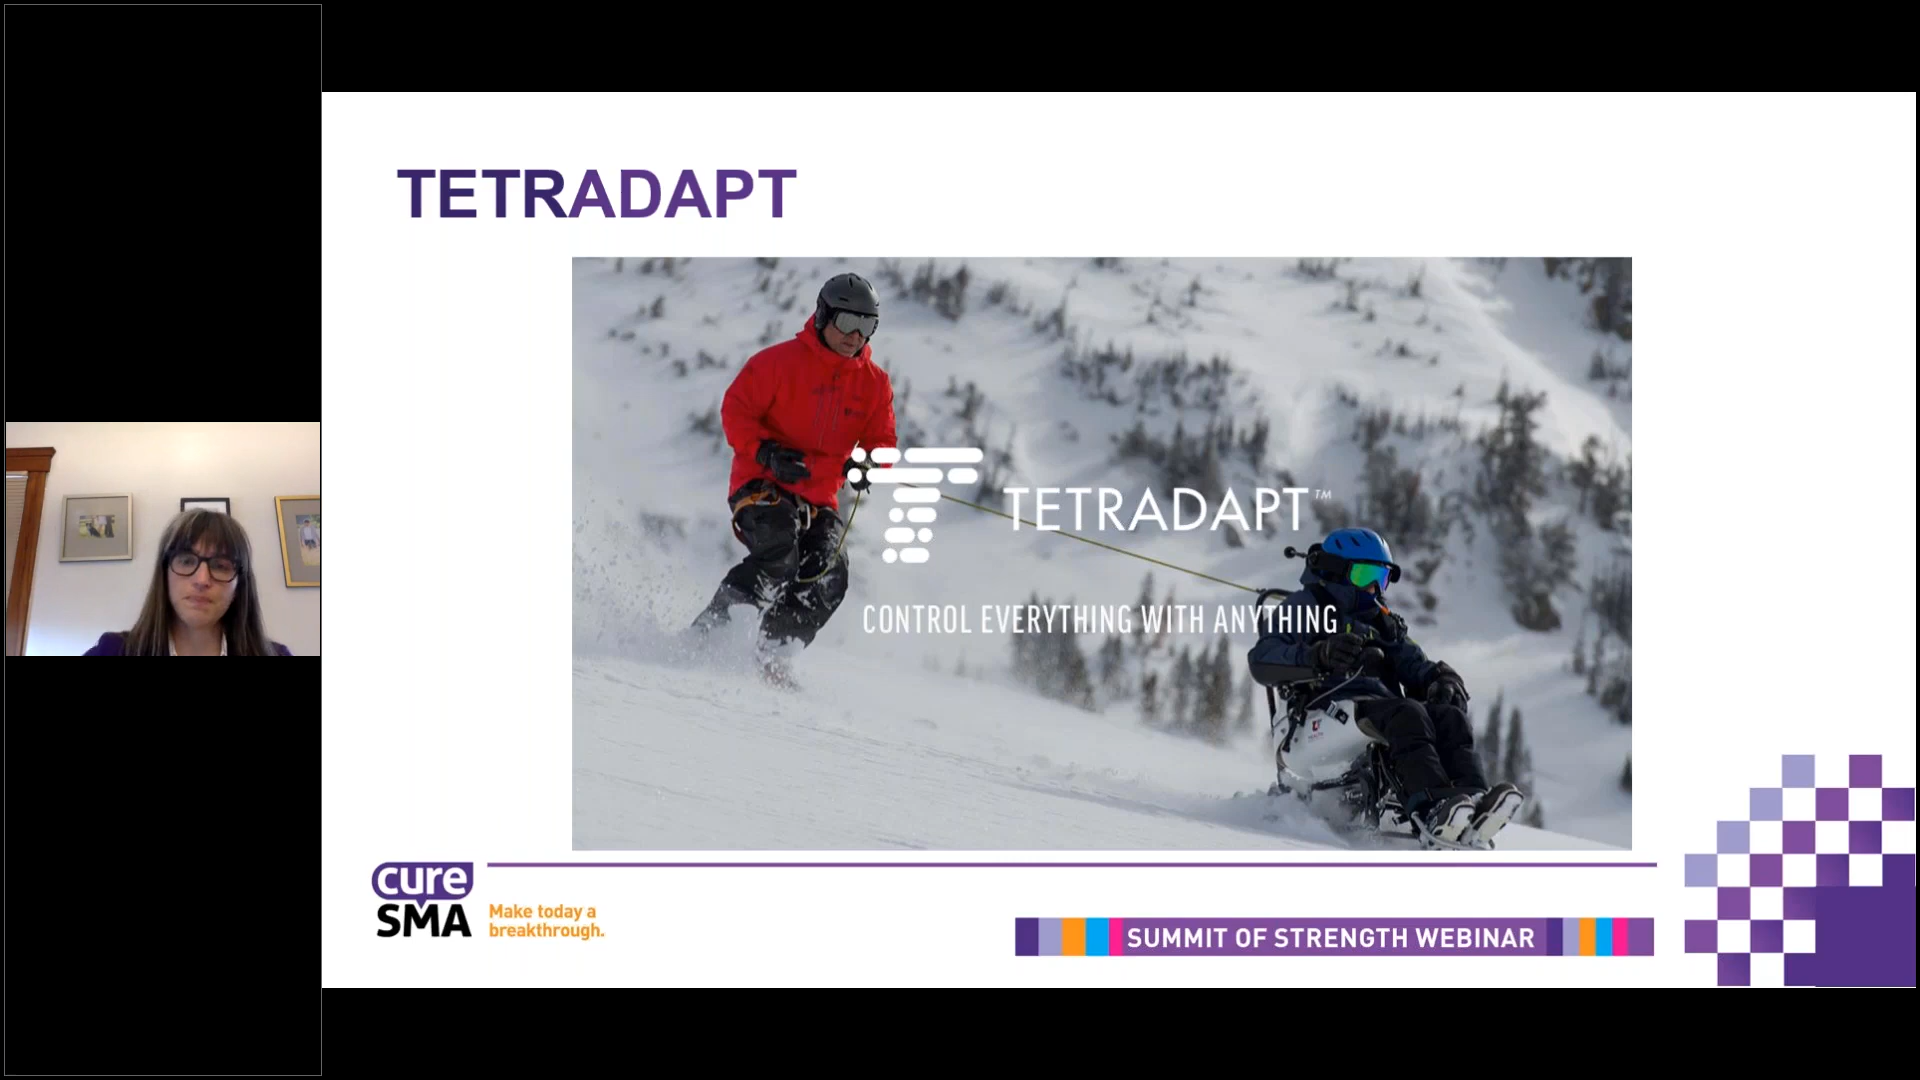 TETRADAPT
TETRADAPT™
CONTROL EVERYTHING WITH ANYTHING
cure
SMA
Make today a
breakthrough.
SUMMIT OF STRENGTH WEBINAR